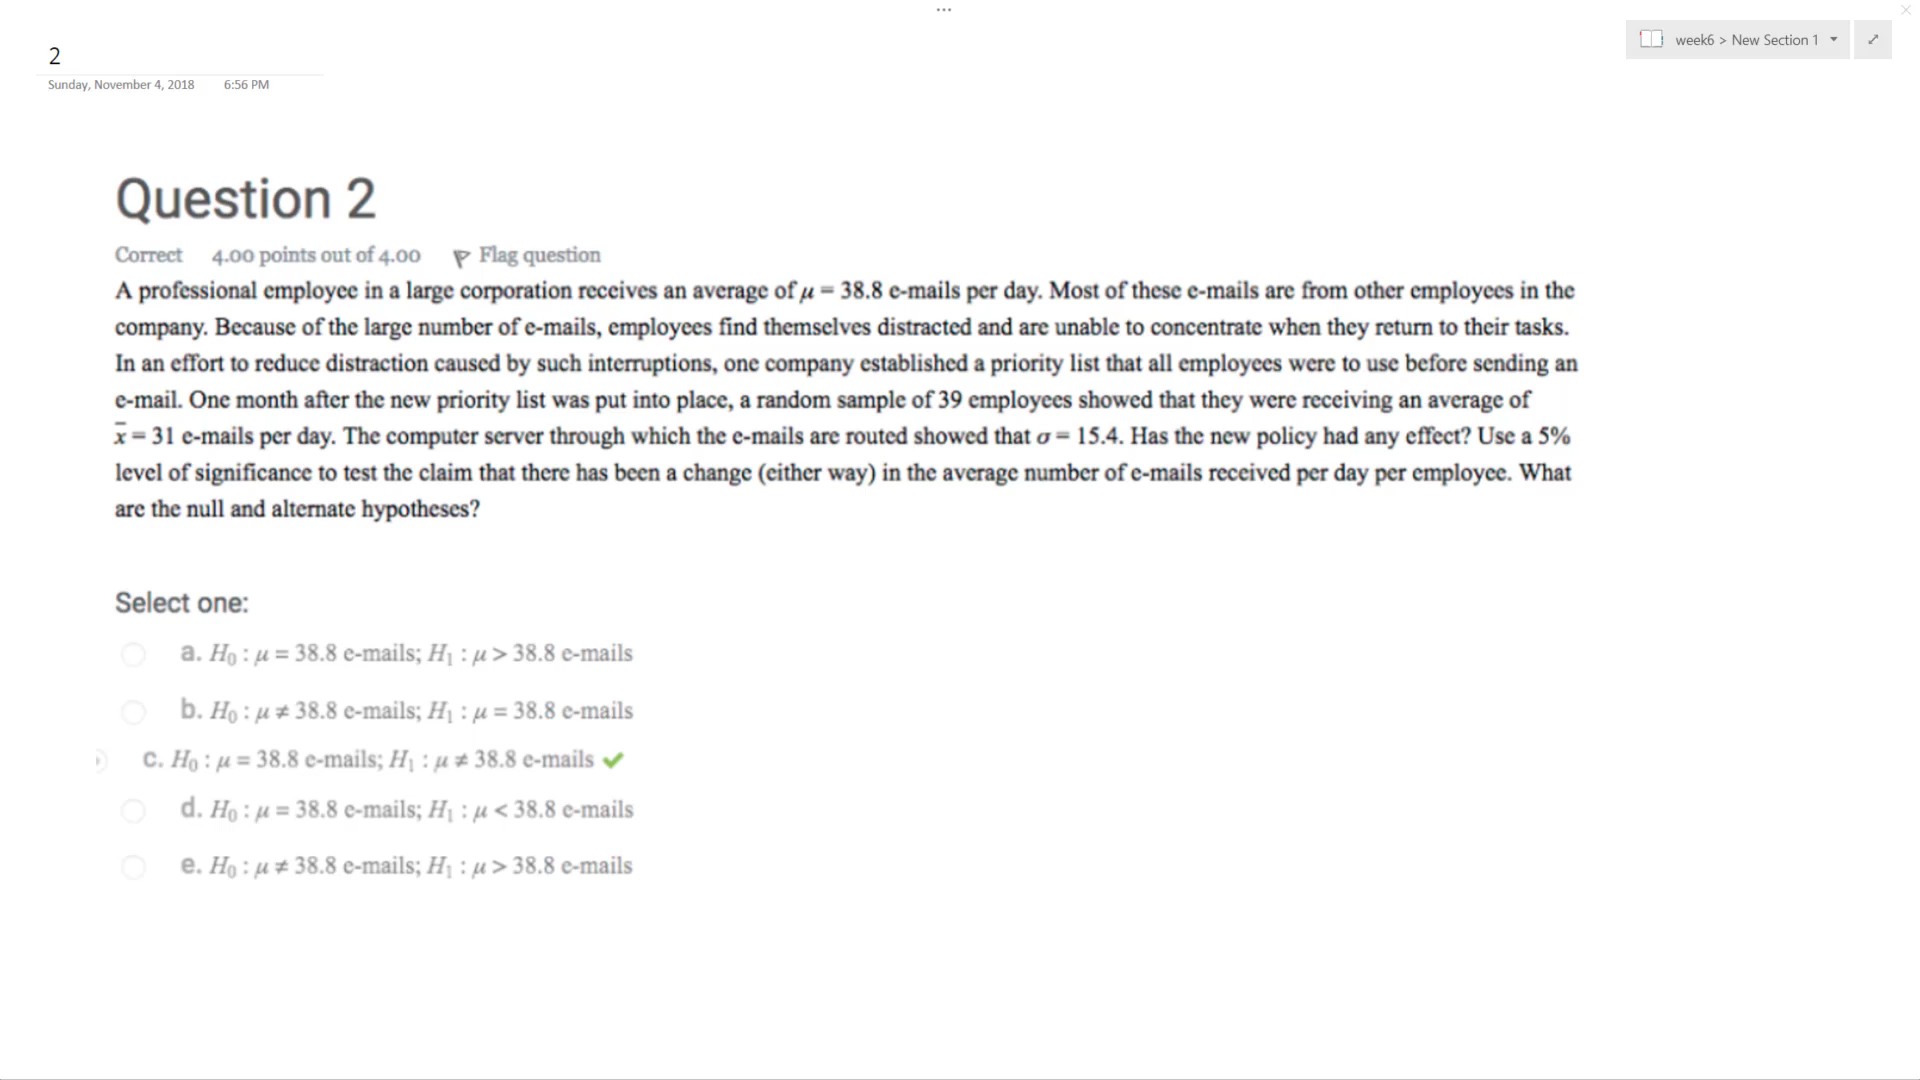 ...
week6 > New Section 1
2
Sunday, November 4, 2018 6:56 PM
Question 2
Correct 4.00 points out of 4.00 Flag question
A professional employee in a large corporation receives an average of μ = 38.8 e-mails per day. Most of these e-mails are from other employees in the
company. Because of the large number of e-mails, employees find themselves distracted and are unable to concentrate when they return to their tasks.
In an effort to reduce distraction caused by such interruptions, one company established a priority list that all employees were to use before sending an
e-mail. One month after the new priority list was put into place, a random sample of 39 employees showed that they were receiving an average of
x̄ = 31 e-mails per day. The computer server through which the e-mails are routed showed that σ = 15.4. Has the new policy had any effect? Use a 5%
level of significance to test the claim that there has been a change (either way) in the average number of e-mails received per day per employee. What
are the null and alternate hypotheses?
Select one:
a. H₀ : μ = 38.8 e-mails; H₁ : μ > 38.8 e-mails
b. H₀ : μ ≠ 38.8 e-mails; H₁ : μ = 38.8 e-mails
c. H₀ : μ = 38.8 e-mails; H₁ : μ ≠ 38.8 e-mails ✔
d. H₀ : μ = 38.8 e-mails; H₁ : μ < 38.8 e-mails
e. H₀ : μ ≠ 38.8 e-mails; H₁ : μ > 38.8 e-mails